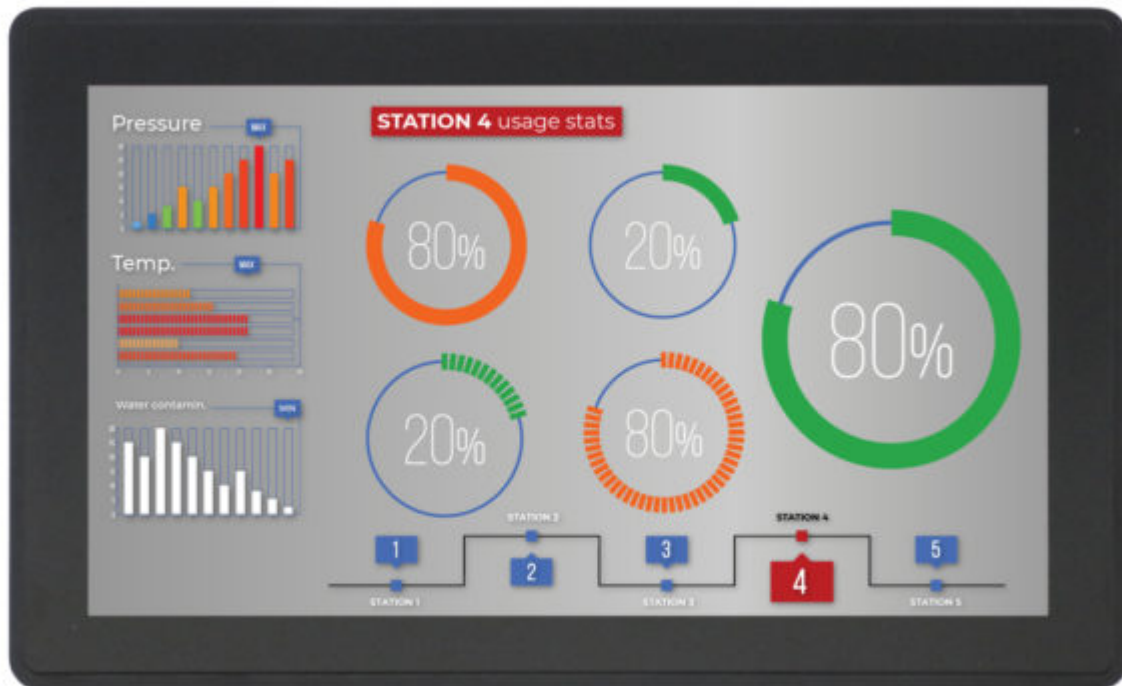 Pressure
MAX
STATION 4 usage stats
80%
20%
80%
Temp.
MAX
Water contamin.
MIN
20%
80%
STATION 2
STATION 4
1
3
5
2
4
STATION 1
STATION 3
STATION 5